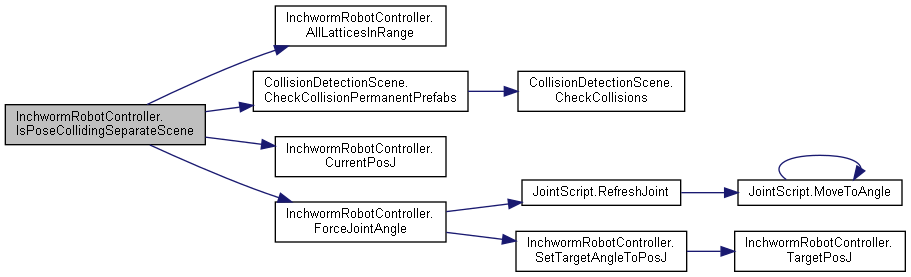 InchwormRobotController.
AllLatticesInRange
CollisionDetectionScene.
CheckCollisionPermanentPrefabs
CollisionDetectionScene.
CheckCollisions
InchwormRobotController.
IsPoseCollidingSeparateScene
InchwormRobotController.
CurrentPosJ
JointScript.RefreshJoint
JointScript.MoveToAngle
InchwormRobotController.
ForceJointAngle
InchwormRobotController.
SetTargetAngleToPosJ
InchwormRobotController.
TargetPosJ